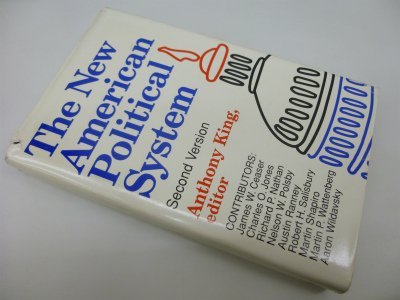 The New
American
Political
System
Second Version
Anthony King,
editor
CONTRIBUTORS:
James W. Ceaser
Charles O. Jones
Richard P. Nathan
Nelson W. Polsby
Austin Ranney
Robert H. Salisbury
Martin Shapiro
Martin P. Wattenberg
Aaron Wildavsky